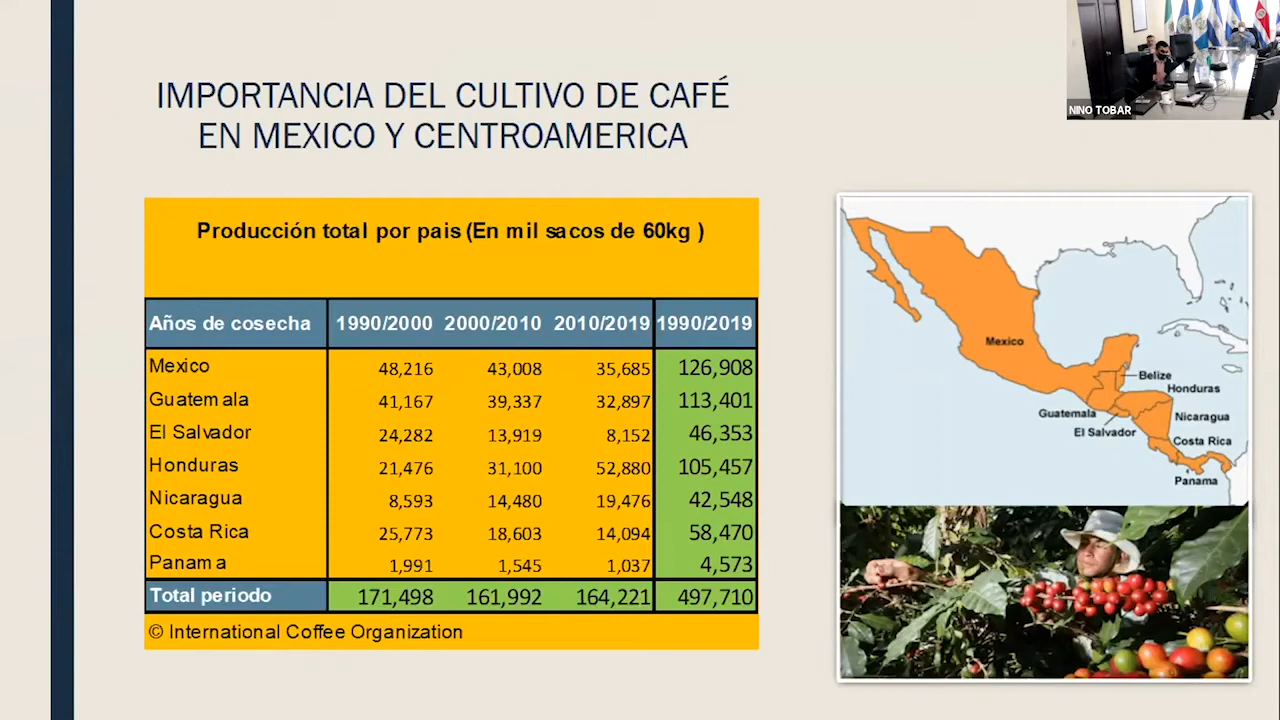 IMPORTANCIA DEL CULTIVO DE CAFÉ
EN MEXICO Y CENTROAMERICA
NINO TOBAR
Producción total por pais (En mil sacos de 60kg )
Años de cosecha 1990/2000 2000/2010 2010/2019 1990/2019
Mexico 48,216 43,008 35,685 126,908
Guatemala 41,167 39,337 32,897 113,401
El Salvador 24,282 13,919 8,152 46,353
Honduras 21,476 31,100 52,880 105,457
Nicaragua 8,593 14,480 19,476 42,548
Costa Rica 25,773 18,603 14,094 58,470
Panama 1,991 1,545 1,037 4,573
Total periodo 171,498 161,992 164,221 497,710
© International Coffee Organization
Mexico
Belize
Honduras
Guatemala
Nicaragua
El Salvador
Costa Rica
Panama